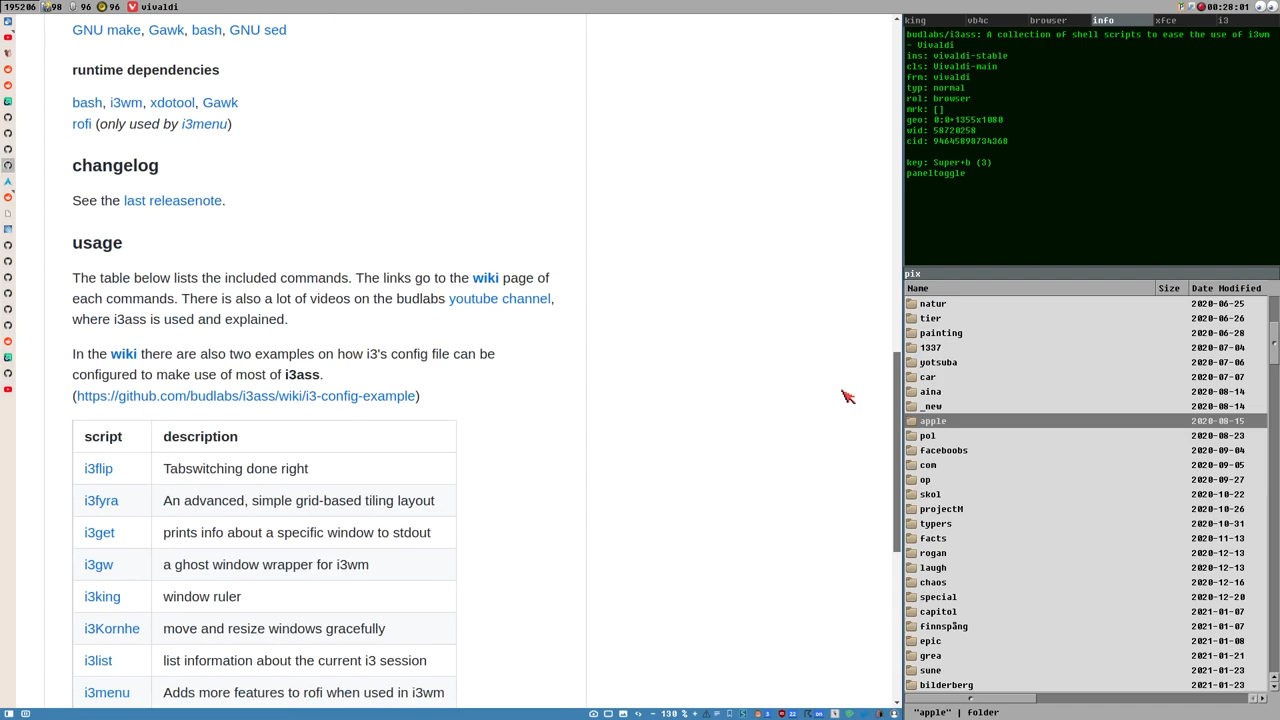 195206 98 96 96 vivaldi 00:28:01
GNU make, Gawk, bash, GNU sed
runtime dependencies
bash, i3wm, xdotool, Gawk
rofi (only used by i3menu)
changelog
See the last releasenote.
usage
The table below lists the included commands. The links go to the wiki page of
each commands. There is also a lot of videos on the budlabs youtube channel,
where i3ass is used and explained.
In the wiki there are also two examples on how i3's config file can be
configured to make use of most of i3ass.
(https://github.com/budlabs/i3ass/wiki/i3-config-example)
script description
i3flip Tabswitching done right
i3fyra An advanced, simple grid-based tiling layout
i3get prints info about a specific window to stdout
i3gw a ghost window wrapper for i3wm
i3king window ruler
i3Kornhe move and resize windows gracefully
i3list list information about the current i3 session
i3menu Adds more features to rofi when used in i3wm
130 %
king vb4c browser info xfce i3
budlabs/i3ass: A collection of shell scripts to ease the use of i3wm
- Vivaldi
ins: vivaldi-stable
cls: Vivaldi-main
frm: vivaldi
typ: normal
rol: browser
mrk: []
geo: 0:0+1355x1080
wid: 58720258
cid: 94645898734368
key: Super+b (3)
paneltoggle
pix
Name Size Date Modified
natur 2020-06-25
tier 2020-06-26
painting 2020-06-28
1337 2020-07-04
yotsuba 2020-07-06
car 2020-07-07
aina 2020-08-14
_new 2020-08-14
apple 2020-08-15
pol 2020-08-23
faceboobs 2020-09-04
com 2020-09-05
op 2020-09-27
skol 2020-10-22
projectM 2020-10-26
typers 2020-10-31
facts 2020-11-13
rogan 2020-12-13
laugh 2020-12-13
chaos 2020-12-16
special 2020-12-20
capitol 2021-01-07
finnspång 2021-01-07
epic 2021-01-08
grea 2021-01-21
sune 2021-01-23
bilderberg 2021-01-23
"apple" | folder